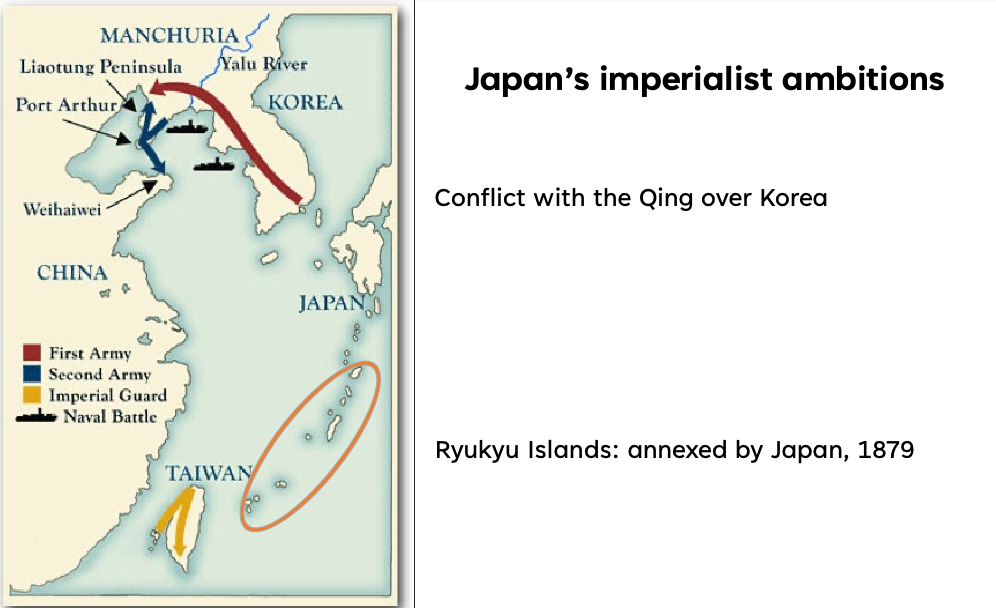 MANCHURIA
Liaotung Peninsula
Yalu River
Port Arthur
KOREA
Weihaiwei
CHINA
JAPAN
First Army
Second Army
Imperial Guard
Naval Battle
TAIWAN
Japan’s imperialist ambitions
Conflict with the Qing over Korea
Ryukyu Islands: annexed by Japan, 1879